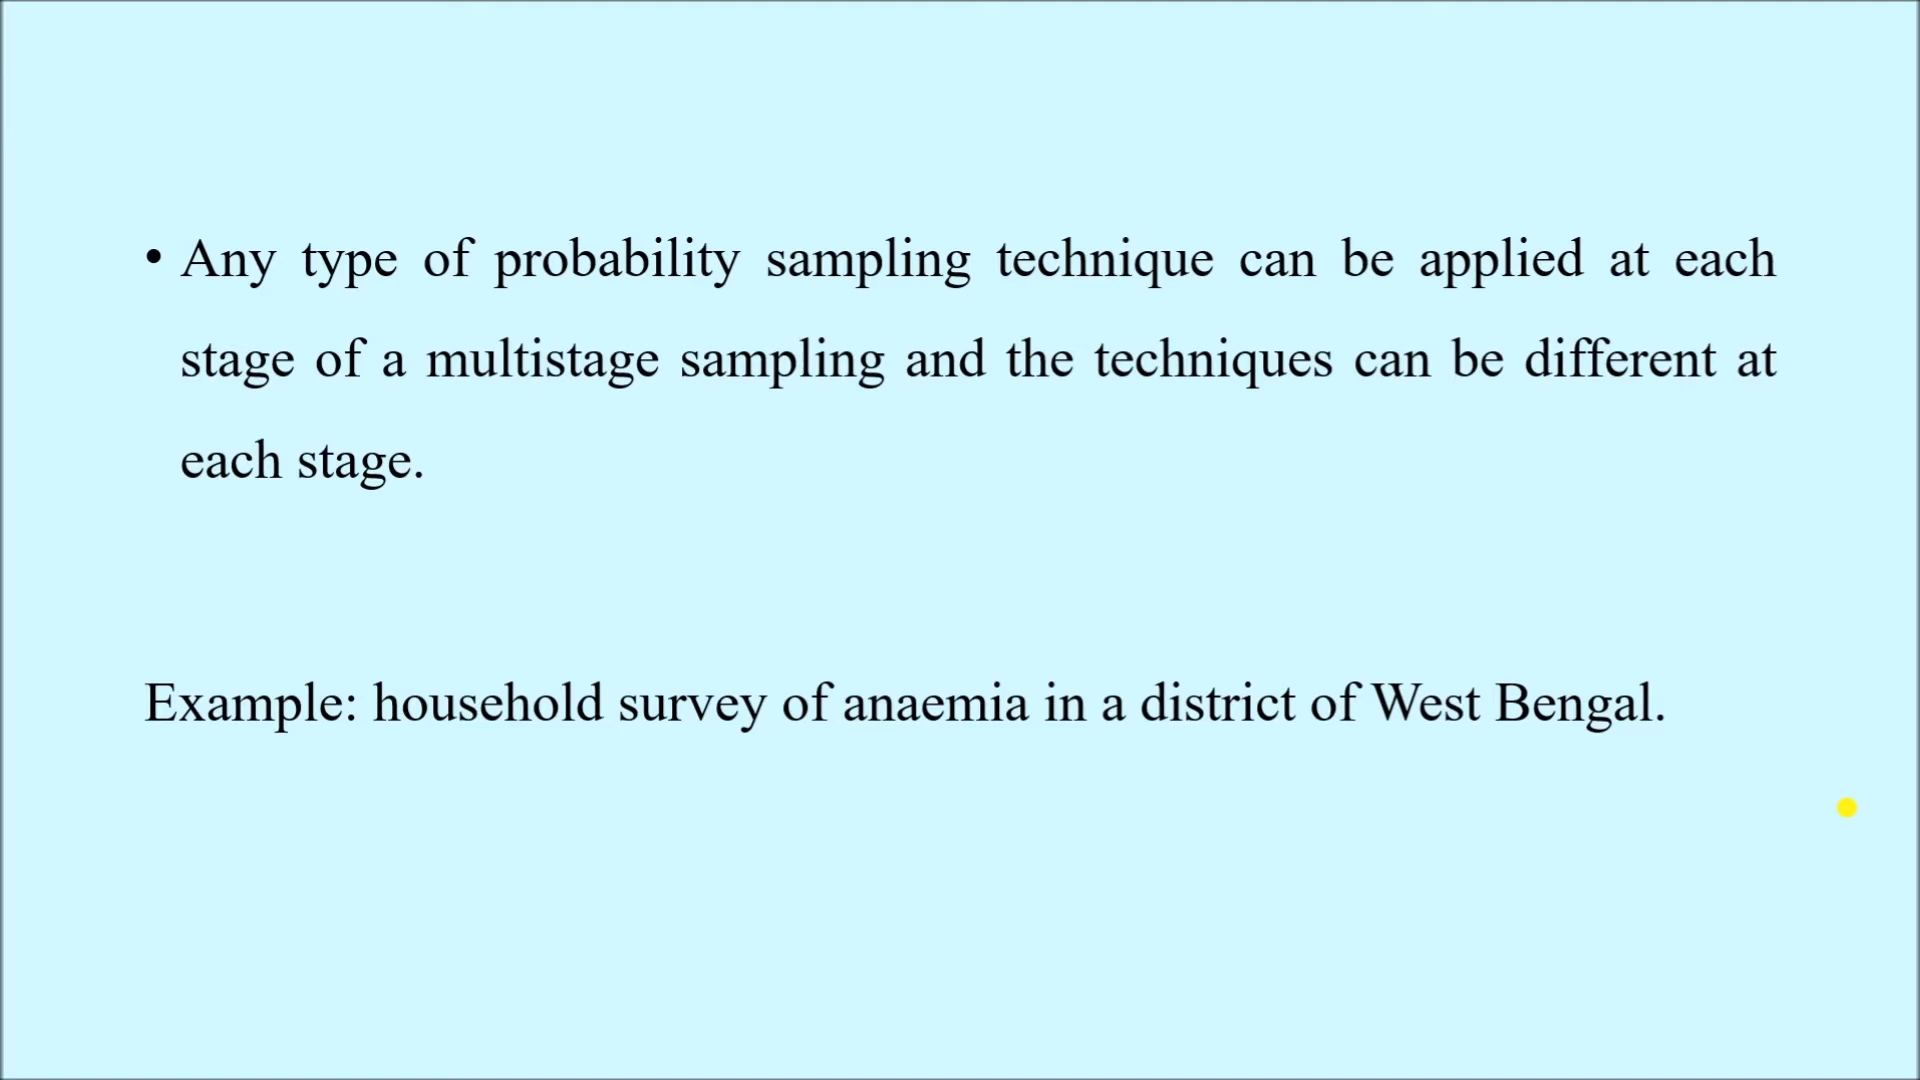 • Any type of probability sampling technique can be applied at each
stage of a multistage sampling and the techniques can be different at
each stage.
Example: household survey of anaemia in a district of West Bengal.